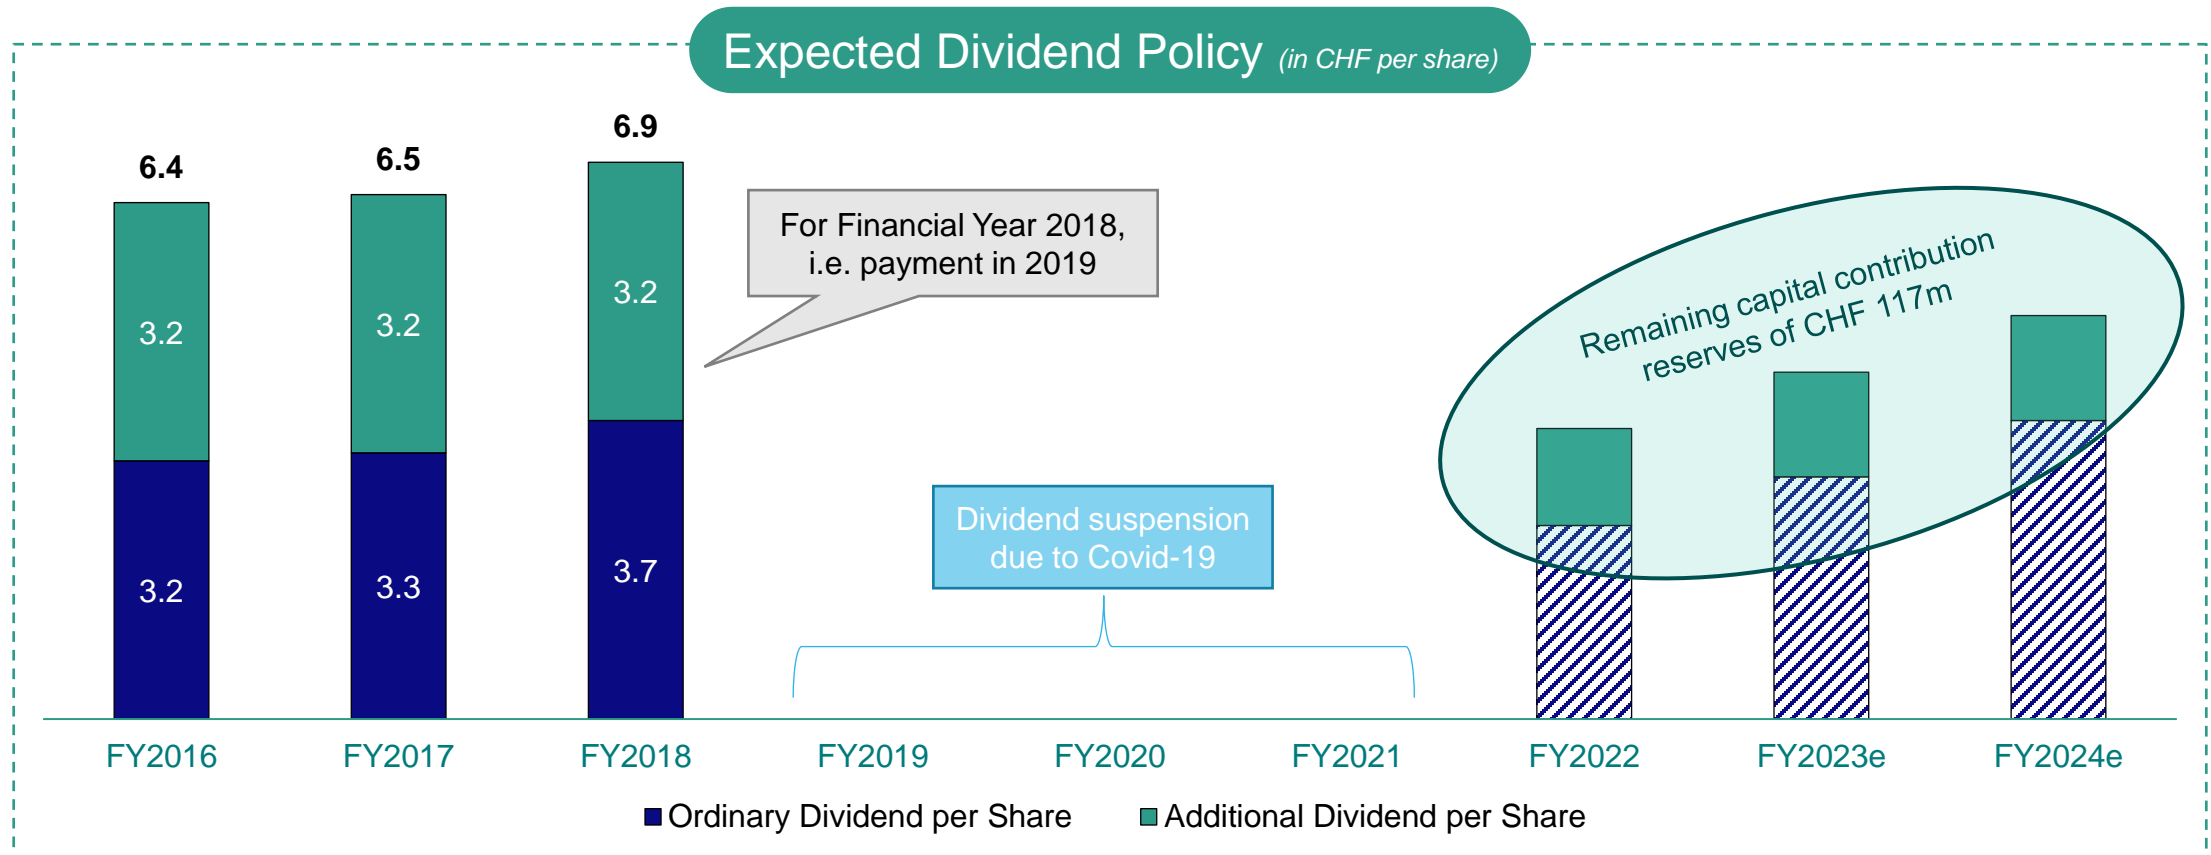 Expected Dividend Policy (in CHF per share)
6.4
6.5
6.9
3.2
3.2
3.2
3.2
3.3
3.7
For Financial Year 2018,
i.e. payment in 2019
Dividend suspension
due to Covid-19
Remaining capital contribution
reserves of CHF 117m
FY2016
FY2017
FY2018
FY2019
FY2020
FY2021
FY2022
FY2023e
FY2024e
Ordinary Dividend per Share
Additional Dividend per Share